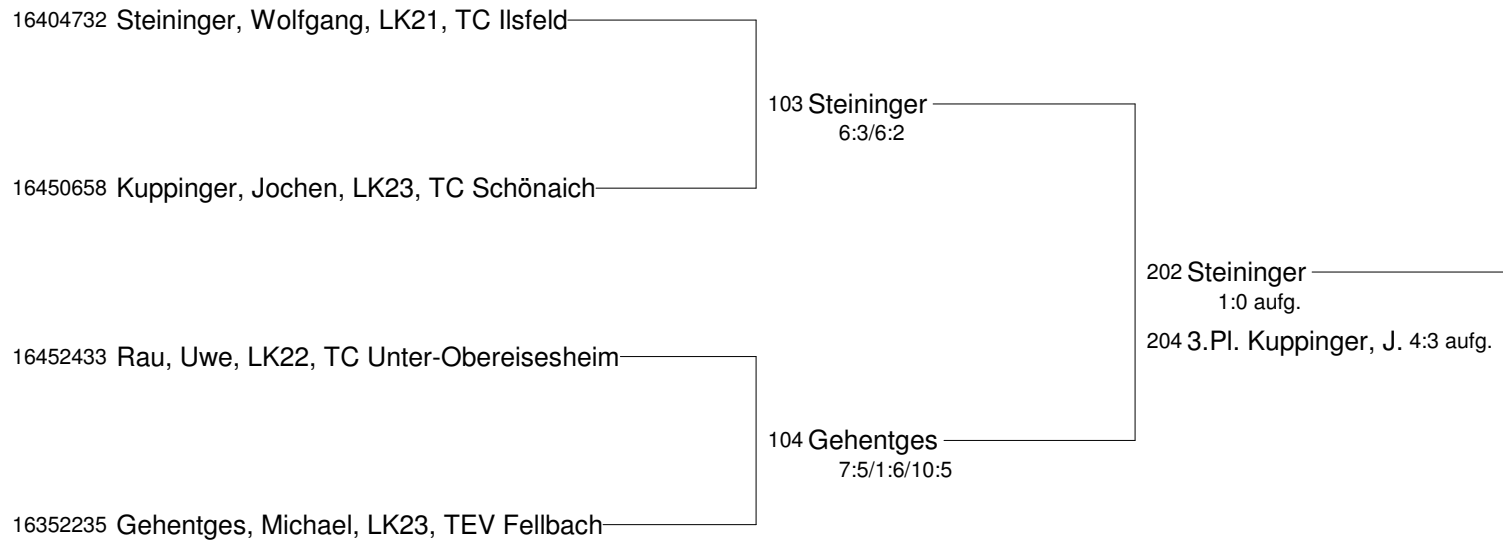 16404732 Steininger, Wolfgang, LK21, TC Ilsfeld
103 Steininger
6:3/6:2
16450658 Kuppinger, Jochen, LK23, TC Schönaich
202 Steininger
1:0 aufg.
204 3.Pl. Kuppinger, J. 4:3 aufg.
16452433 Rau, Uwe, LK22, TC Unter-Obereisesheim
104 Gehentges
7:5/1:6/10:5
16352235 Gehentges, Michael, LK23, TEV Fellbach